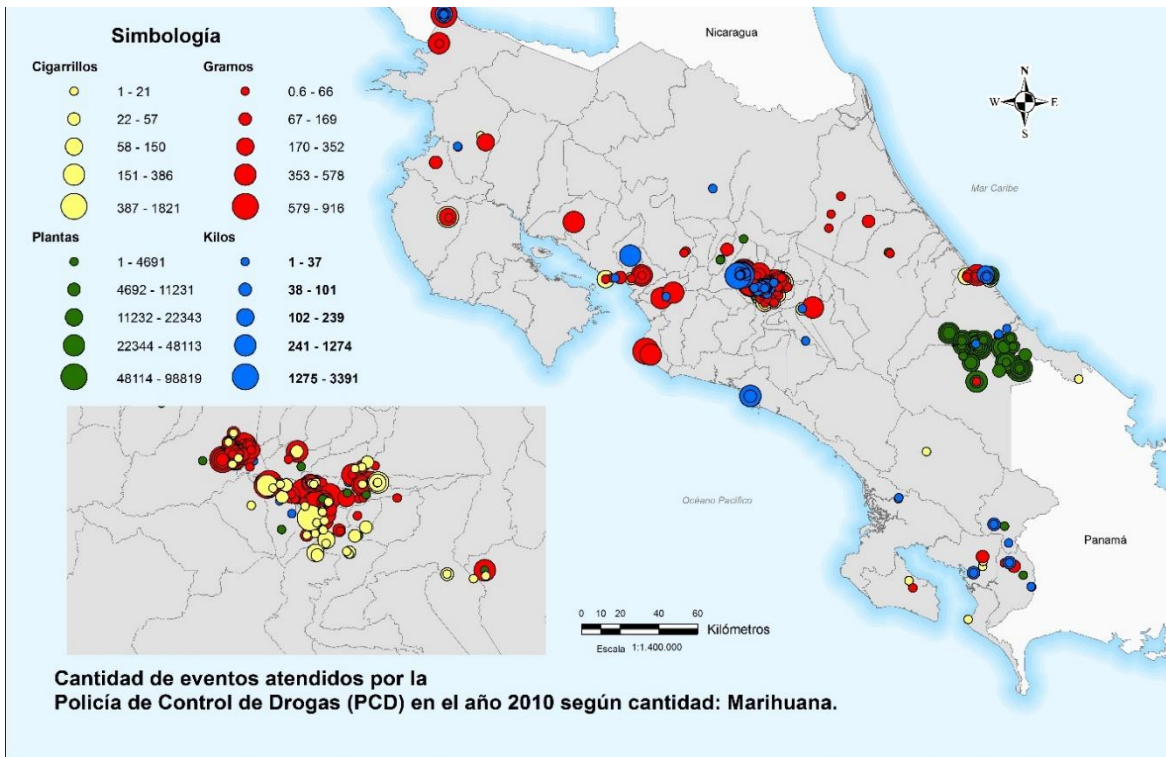 Simbología
Cigarrillos Gramos
1 - 21 0.6 - 66
22 - 57 67 - 169
58 - 150 170 - 352
151 - 386 353 - 578
387 - 1821 579 - 916
Plantas Kilos
1 - 4691 1 - 37
4692 - 11231 38 - 101
11232 - 22343 102 - 239
22344 - 48113 241 - 1274
48114 - 98819 1275 - 3391
Nicaragua
N
W E
S
Mar Caribe
Océano Pacífico
Panamá
0 10 20 40 60
Kilómetros
Escala 1:1.400.000
Cantidad de eventos atendidos por la
Policía de Control de Drogas (PCD) en el año 2010 según cantidad: Marihuana.